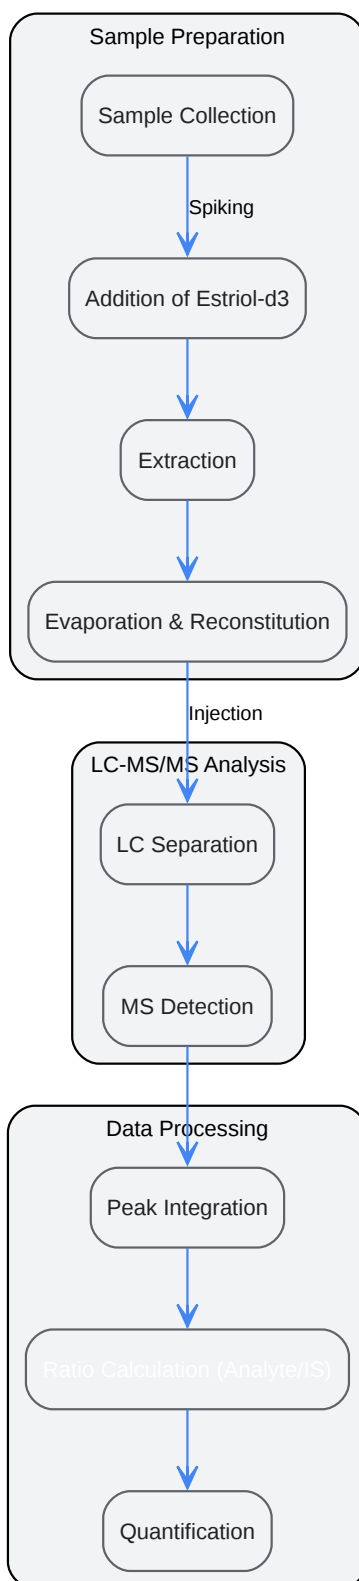 Sample Preparation
Sample Collection
Spiking
Addition of Estriol-d3
Extraction
Evaporation & Reconstitution
Injection
LC-MS/MS Analysis
LC Separation
MS Detection
Data Processing
Peak Integration
Ratio Calculation (Analyte/IS)
Quantification